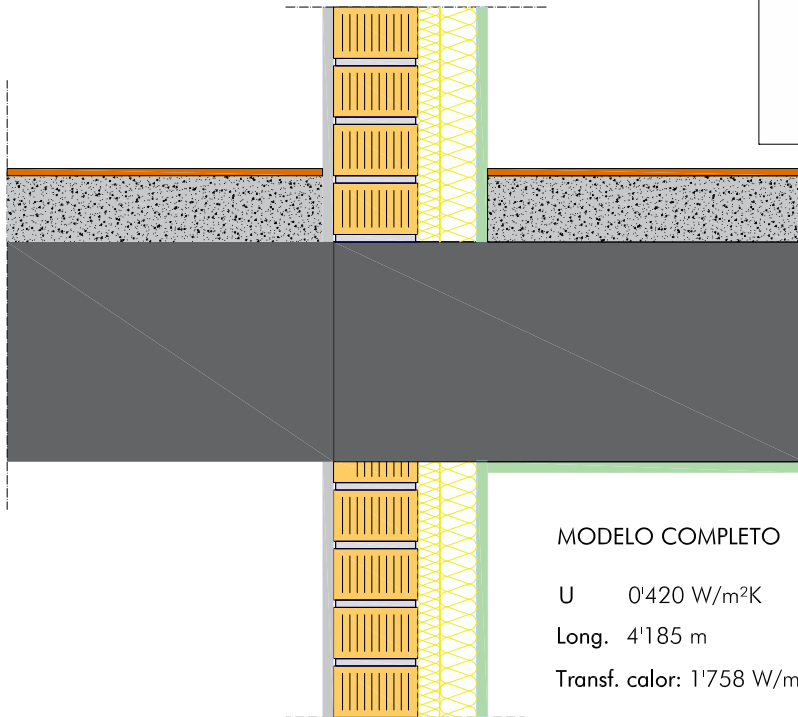 MODELO COMPLETO
U 0'420 W/m²K
Long. 4'185 m
Transf. calor: 1'758 W/m